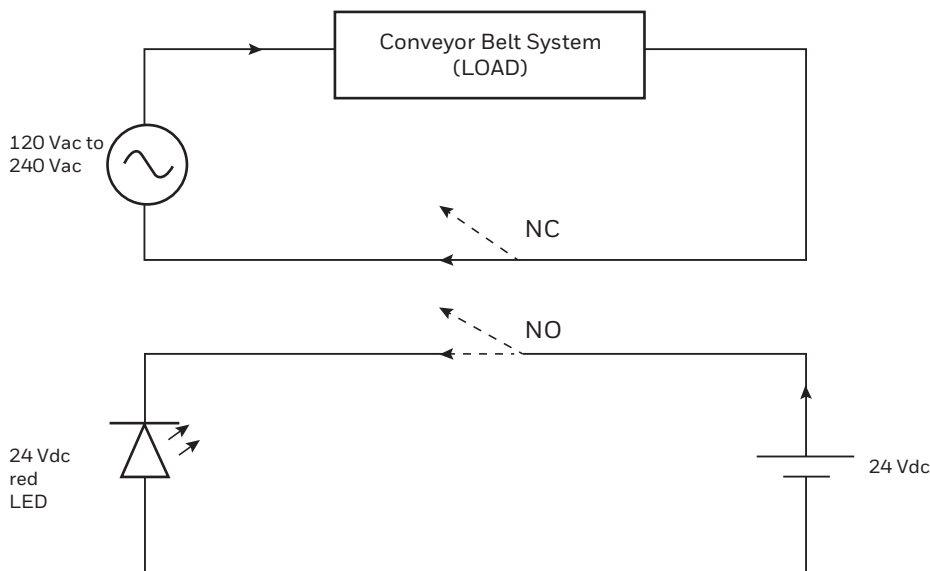 Conveyor Belt System
(LOAD)
120 Vac to
240 Vac
NC
NO
24 Vdc
red
LED
24 Vdc